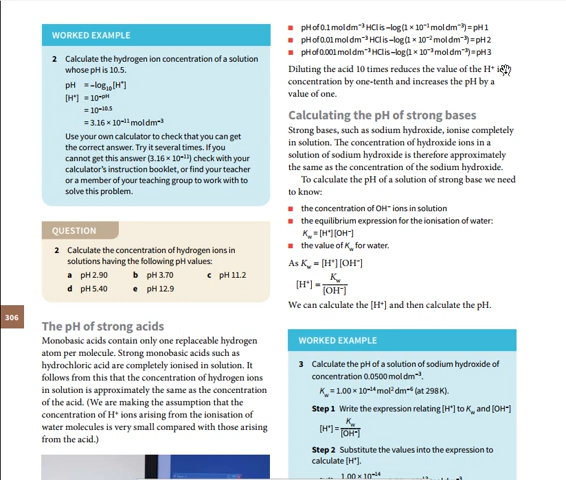 WORKED EXAMPLE
2 Calculate the hydrogen ion concentration of a solution
whose pH is 10.5.
pH = –log₁₀[H⁺]
[H⁺] = 10⁻ᵖᴴ
= 10⁻¹⁰·⁵
= 3.16 × 10⁻¹¹ mol dm⁻³
Use your own calculator to check that you can get
the correct answer. Try it several times. If you
cannot get this answer (3.16 × 10⁻¹¹) check with your
calculator's instruction booklet, or find your teacher
or a member of your teaching group to work with to
solve this problem.
QUESTION
2 Calculate the concentration of hydrogen ions in
solutions having the following pH values:
a pH 2.90 b pH 3.70 c pH 11.2
d pH 5.40 e pH 12.9
306
The pH of strong acids
Monobasic acids contain only one replaceable hydrogen
atom per molecule. Strong monobasic acids such as
hydrochloric acid are completely ionised in solution. It
follows from this that the concentration of hydrogen ions
in solution is approximately the same as the concentration
of the acid. (We are making the assumption that the
concentration of H⁺ ions arising from the ionisation of
water molecules is very small compared with those arising
from the acid.)
■ pH of 0.1 mol dm⁻³ HCl is –log (1 × 10⁻¹ mol dm⁻³) = pH 1
■ pH of 0.01 mol dm⁻³ HCl is –log (1 × 10⁻² mol dm⁻³) = pH 2
■ pH of 0.001 mol dm⁻³ HCl is –log (1 × 10⁻³ mol dm⁻³) = pH 3
Diluting the acid 10 times reduces the value of the H⁺
concentration by one-tenth and increases the pH by a
value of one.
Calculating the pH of strong bases
Strong bases, such as sodium hydroxide, ionise completely
in solution. The concentration of hydroxide ions in a
solution of sodium hydroxide is therefore approximately
the same as the concentration of the sodium hydroxide.
To calculate the pH of a solution of strong base we need
to know:
■ the concentration of OH⁻ ions in solution
■ the equilibrium expression for the ionisation of water:
K_w = [H⁺] [OH⁻]
■ the value of K_w for water.
As K_w = [H⁺] [OH⁻]
[H⁺] = K_w / [OH⁻]
We can calculate the [H⁺] and then calculate the pH.
WORKED EXAMPLE
3 Calculate the pH of a solution of sodium hydroxide of
concentration 0.0500 mol dm⁻³.
K_w = 1.00 × 10⁻¹⁴ mol² dm⁻⁶ (at 298 K).
Step 1 Write the expression relating [H⁺] to K_w and [OH⁻]
[H⁺] = K_w / [OH⁻]
Step 2 Substitute the values into the expression to
calculate [H⁺].
1.00 × 10⁻¹⁴